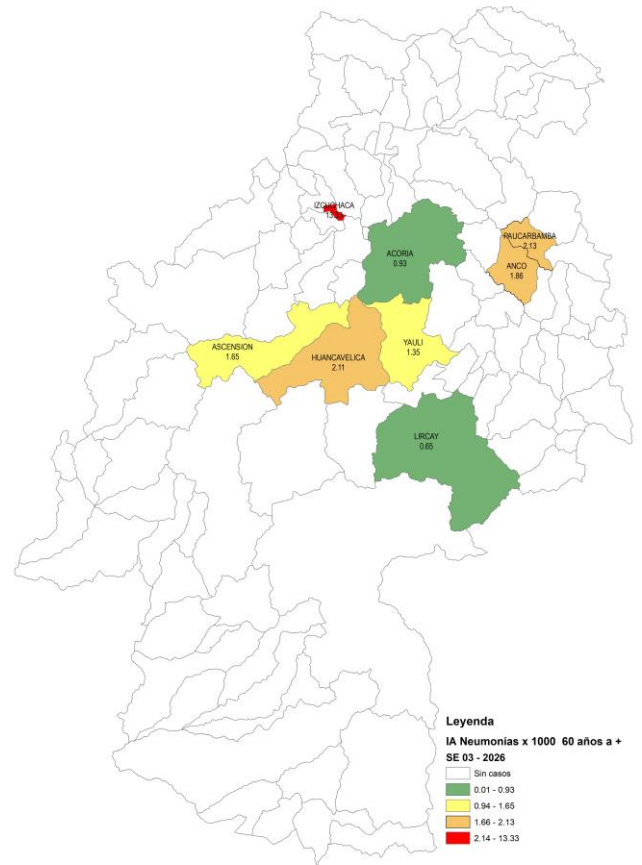 IZCUCHACA
13.33
ACORIA
0.93
PAUCARBAMBA
2.13
ANCO
1.86
ASCENSION
1.65
HUANCAVELICA
2.11
YAULI
1.35
LIRCAY
0.65
Leyenda
IA Neumonías x 1000 60 años a +
SE 03 - 2026
Sin casos
0.01 - 0.93
0.94 - 1.65
1.66 - 2.13
2.14 - 13.33